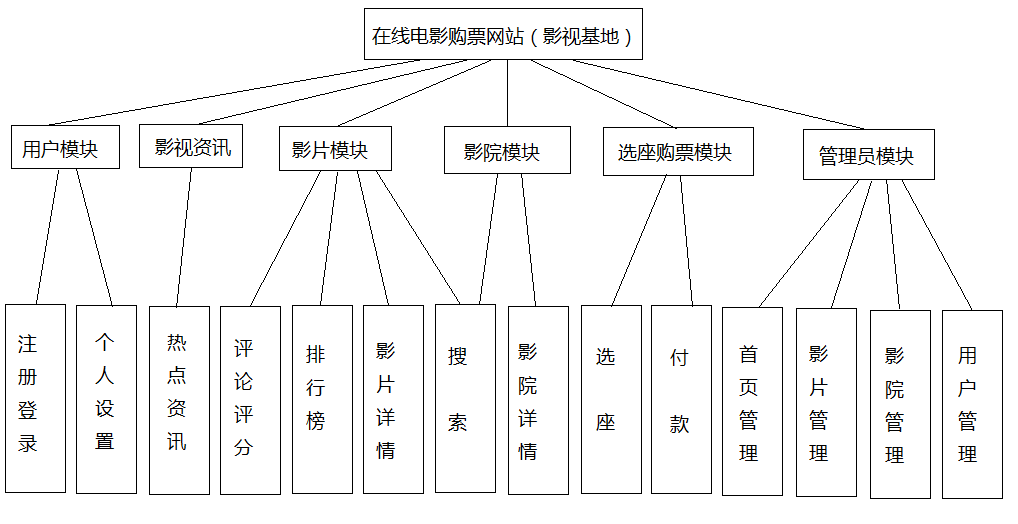 在线电影购票网站（影视基地）
用户模块
影视资讯
影片模块
影院模块
选座购票模块
管理员模块
注册登录
个人设置
热点资讯
评论评分
排行榜
影片详情
搜索
影院详情
选座
付款
首页管理
影片管理
影院管理
用户管理